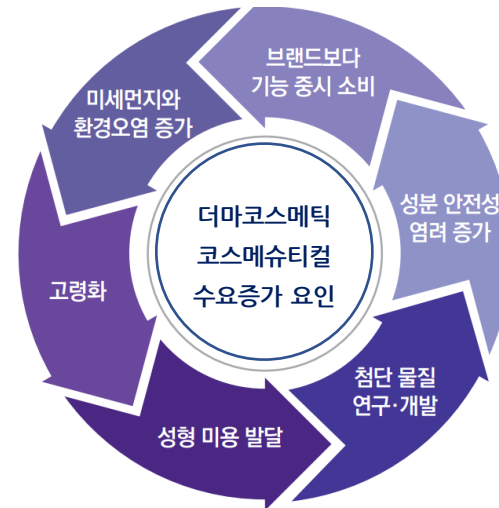 브랜드보다
기능 중시 소비
미세먼지와
환경오염 증가
성분 안전성
염려 증가
더마코스메틱
코스메슈티컬
수요증가 요인
고령화
첨단 물질
연구·개발
성형 미용 발달